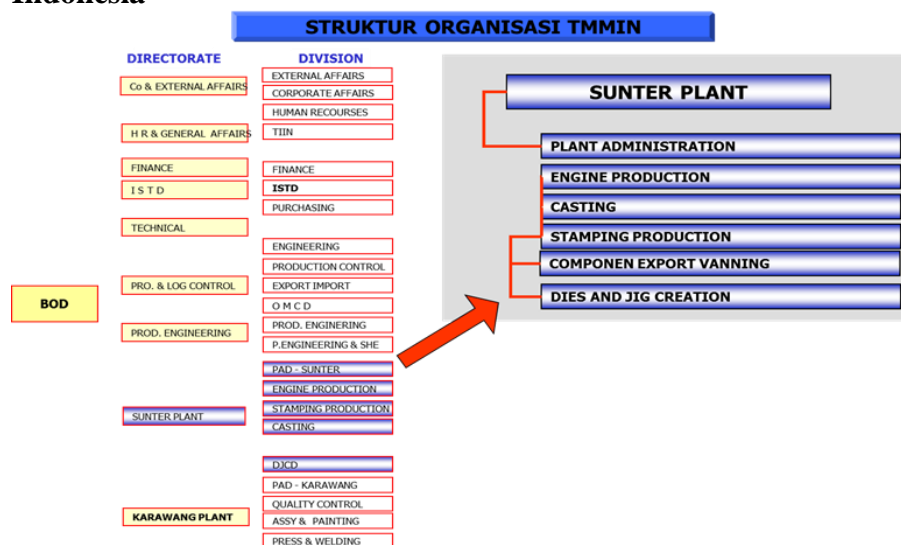 Indonesia
STRUKTUR ORGANISASI TMMIN
DIRECTORATE
Co & EXTERNAL AFFAIRS
H R & GENERAL AFFAIRS
FINANCE
I S T D
TECHNICAL
PRO. & LOG CONTROL
BOD
PROD. ENGINEERING
SUNTER PLANT
KARAWANG PLANT
DIVISION
EXTERNAL AFFAIRS
CORPORATE AFFAIRS
HUMAN RECOURSES
TIIN
FINANCE
ISTD
PURCHASING
ENGINEERING
PRODUCTION CONTROL
EXPORT IMPORT
O M C D
PROD. ENGINERING
P.ENGINEERING & SHE
PAD - SUNTER
ENGINE PRODUCTION
STAMPING PRODUCTION
CASTING
DJCD
PAD - KARAWANG
QUALITY CONTROL
ASSY & PAINTING
PRESS & WELDING
SUNTER PLANT
PLANT ADMINISTRATION
ENGINE PRODUCTION
CASTING
STAMPING PRODUCTION
COMPONEN EXPORT VANNING
DIES AND JIG CREATION